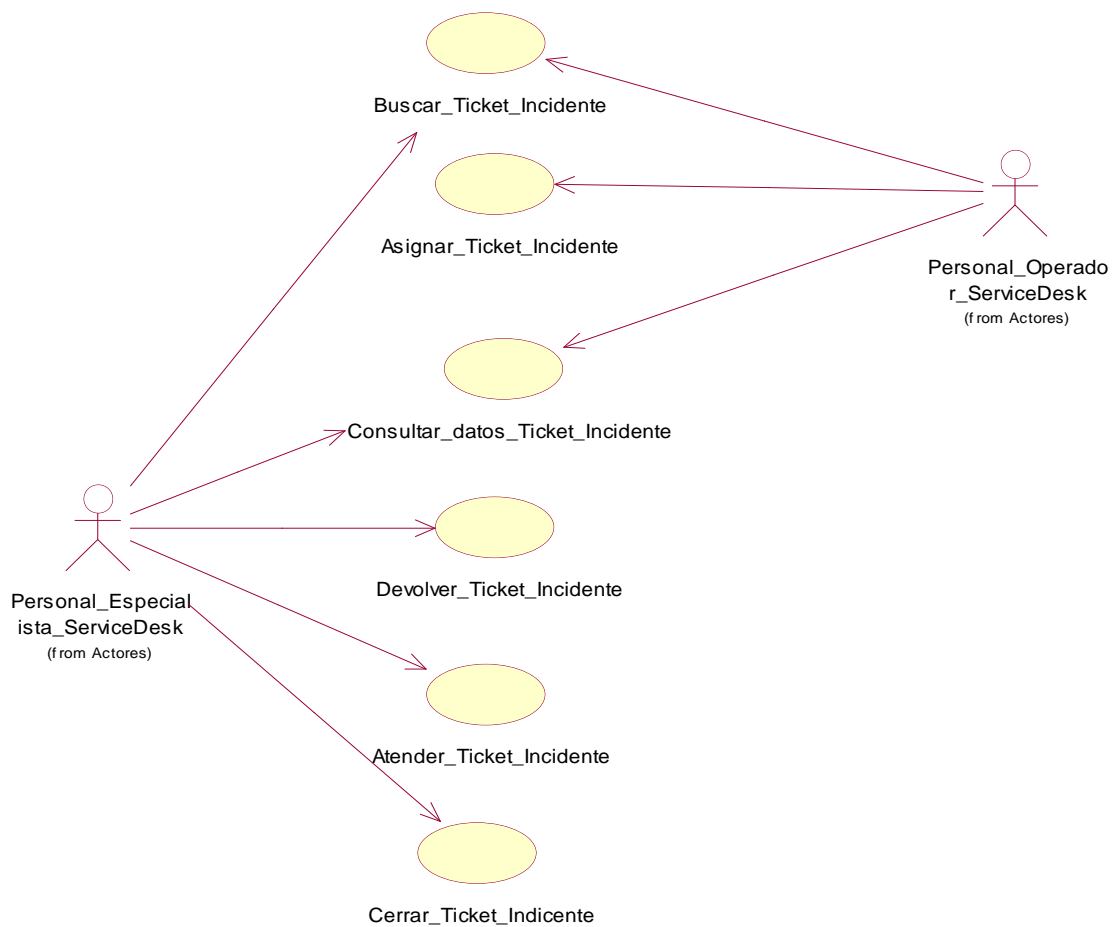 Buscar_Ticket_Incidente
Asignar_Ticket_Incidente
Personal_Operado
r_ServiceDesk
(from Actores)
Consultar_datos_Ticket_Incidente
Devolver_Ticket_Incidente
Personal_Especial
ista_ServiceDesk
(from Actores)
Atender_Ticket_Incidente
Cerrar_Ticket_Indicente